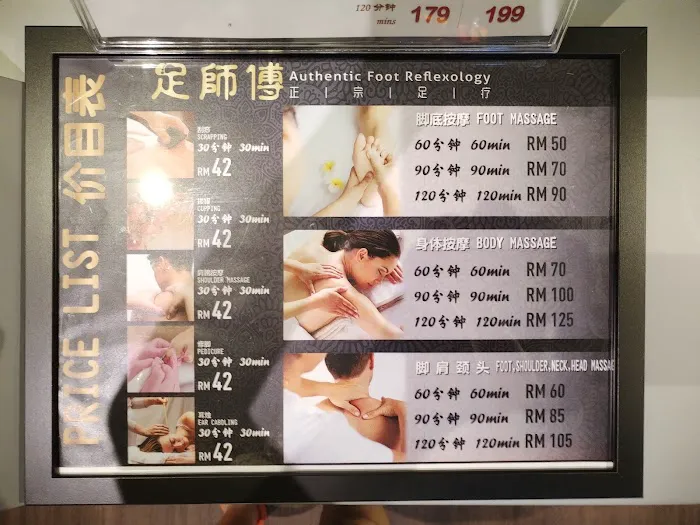 120 分钟
mins 179 199
足師傅 Authentic Foot Reflexology
正 | 宗 | 足 | 行
PRICE LIST 价目表
刮痧
SCRAPPING
30分钟 30min
RM 42
CUPPING
30分钟 30min
RM 42
肩颈按摩
SHOULDER MASSAGE
30分钟 30min
RM 42
修脚
PEDICURE
30分钟 30min
RM 42
耳烛
EAR CANDLING
30分钟 30min
RM 42
脚底按摩 FOOT MASSAGE
60分钟 60min RM 50
90分钟 90min RM 70
120分钟 120min RM 90
身体按摩 BODY MASSAGE
60分钟 60min RM 70
90分钟 90min RM 100
120分钟 120min RM 125
脚 肩 颈 头 FOOT,SHOULDER,NECK,HEAD MASSAG
60分钟 60min RM 60
90分钟 90min RM 85
120分钟 120min RM 105